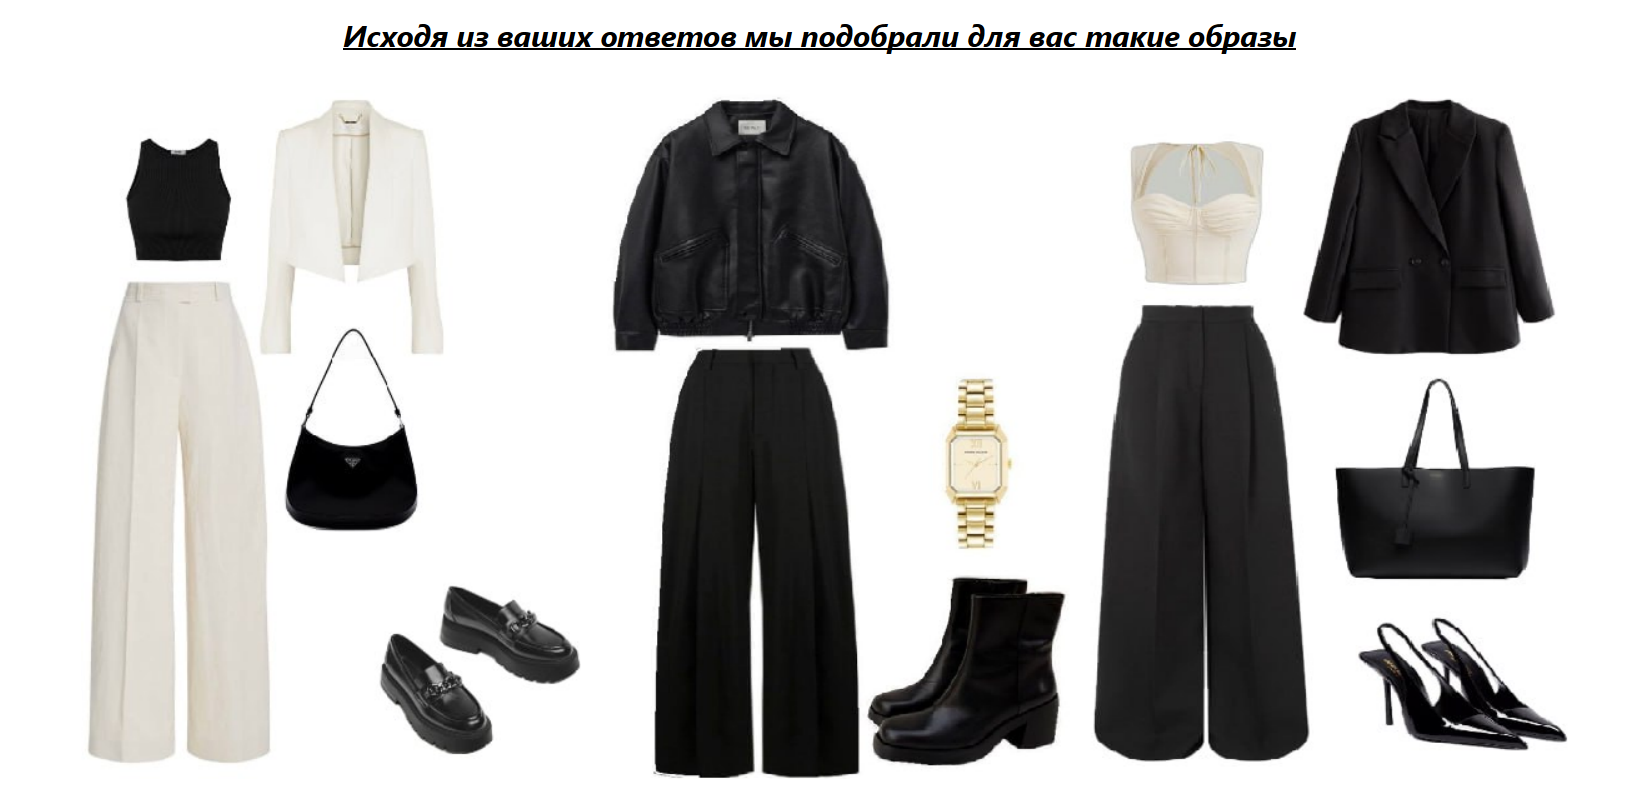 Исходя из ваших ответов мы подобрали для вас такие образы